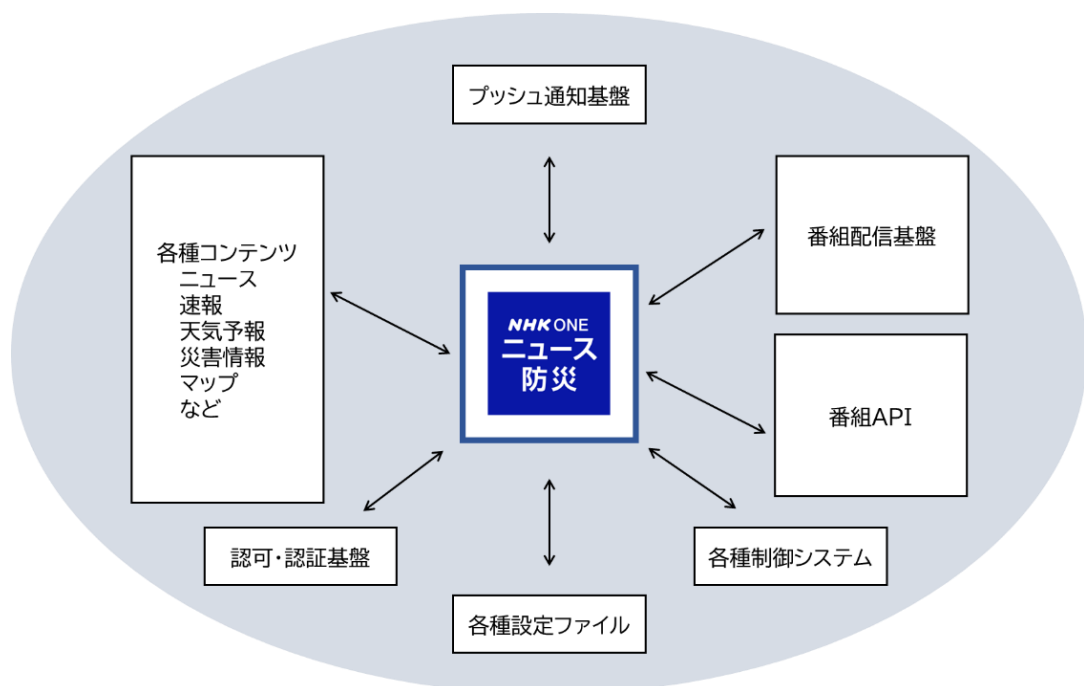 プッシュ通知基盤
各種コンテンツ
ニュース
速報
天気予報
災害情報
マップ
など
番組配信基盤
NHK ONE
ニュース
防災
番組API
認可・認証基盤
各種制御システム
各種設定ファイル